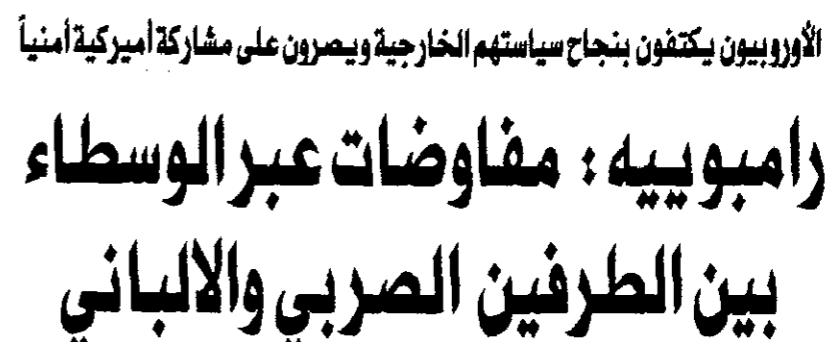 الأوروبيون يكتفون بنجاح سياستهم الخارجية ويصرون على مشاركة أميركية أمنياً
رامبوييه : مفاوضات عبر الوسطاء
بين الطرفين الصربي والالباني